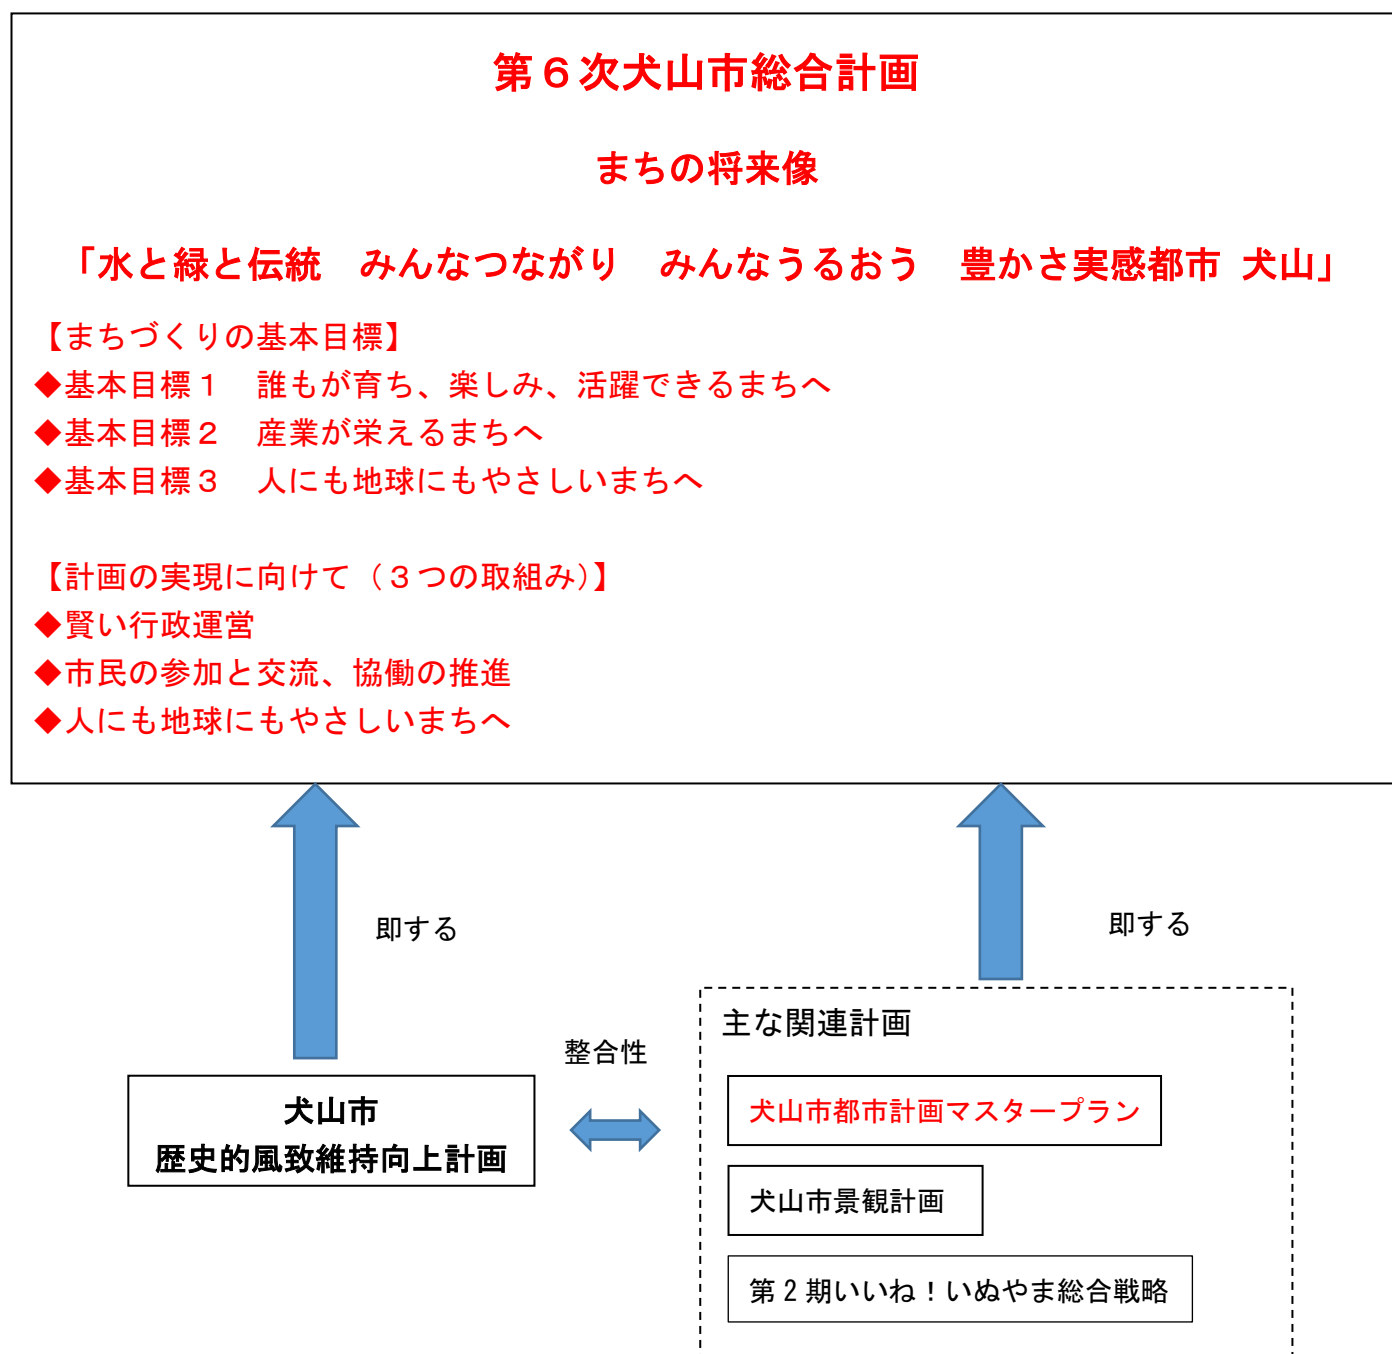 第６次犬山市総合計画
まちの将来像
「水と緑と伝統　みんなつながり　みんなうるおう　豊かさ実感都市 犬山」
【まちづくりの基本目標】
◆基本目標１　誰もが育ち、楽しみ、活躍できるまちへ
◆基本目標２　産業が栄えるまちへ
◆基本目標３　人にも地球にもやさしいまちへ
【計画の実現に向けて（３つの取組み）】
◆賢い行政運営
◆市民の参加と交流、協働の推進
◆人にも地球にもやさしいまちへ
即する
即する
整合性
犬山市
歴史的風致維持向上計画
主な関連計画
犬山市都市計画マスタープラン
犬山市景観計画
第２期いいね！いぬやま総合戦略